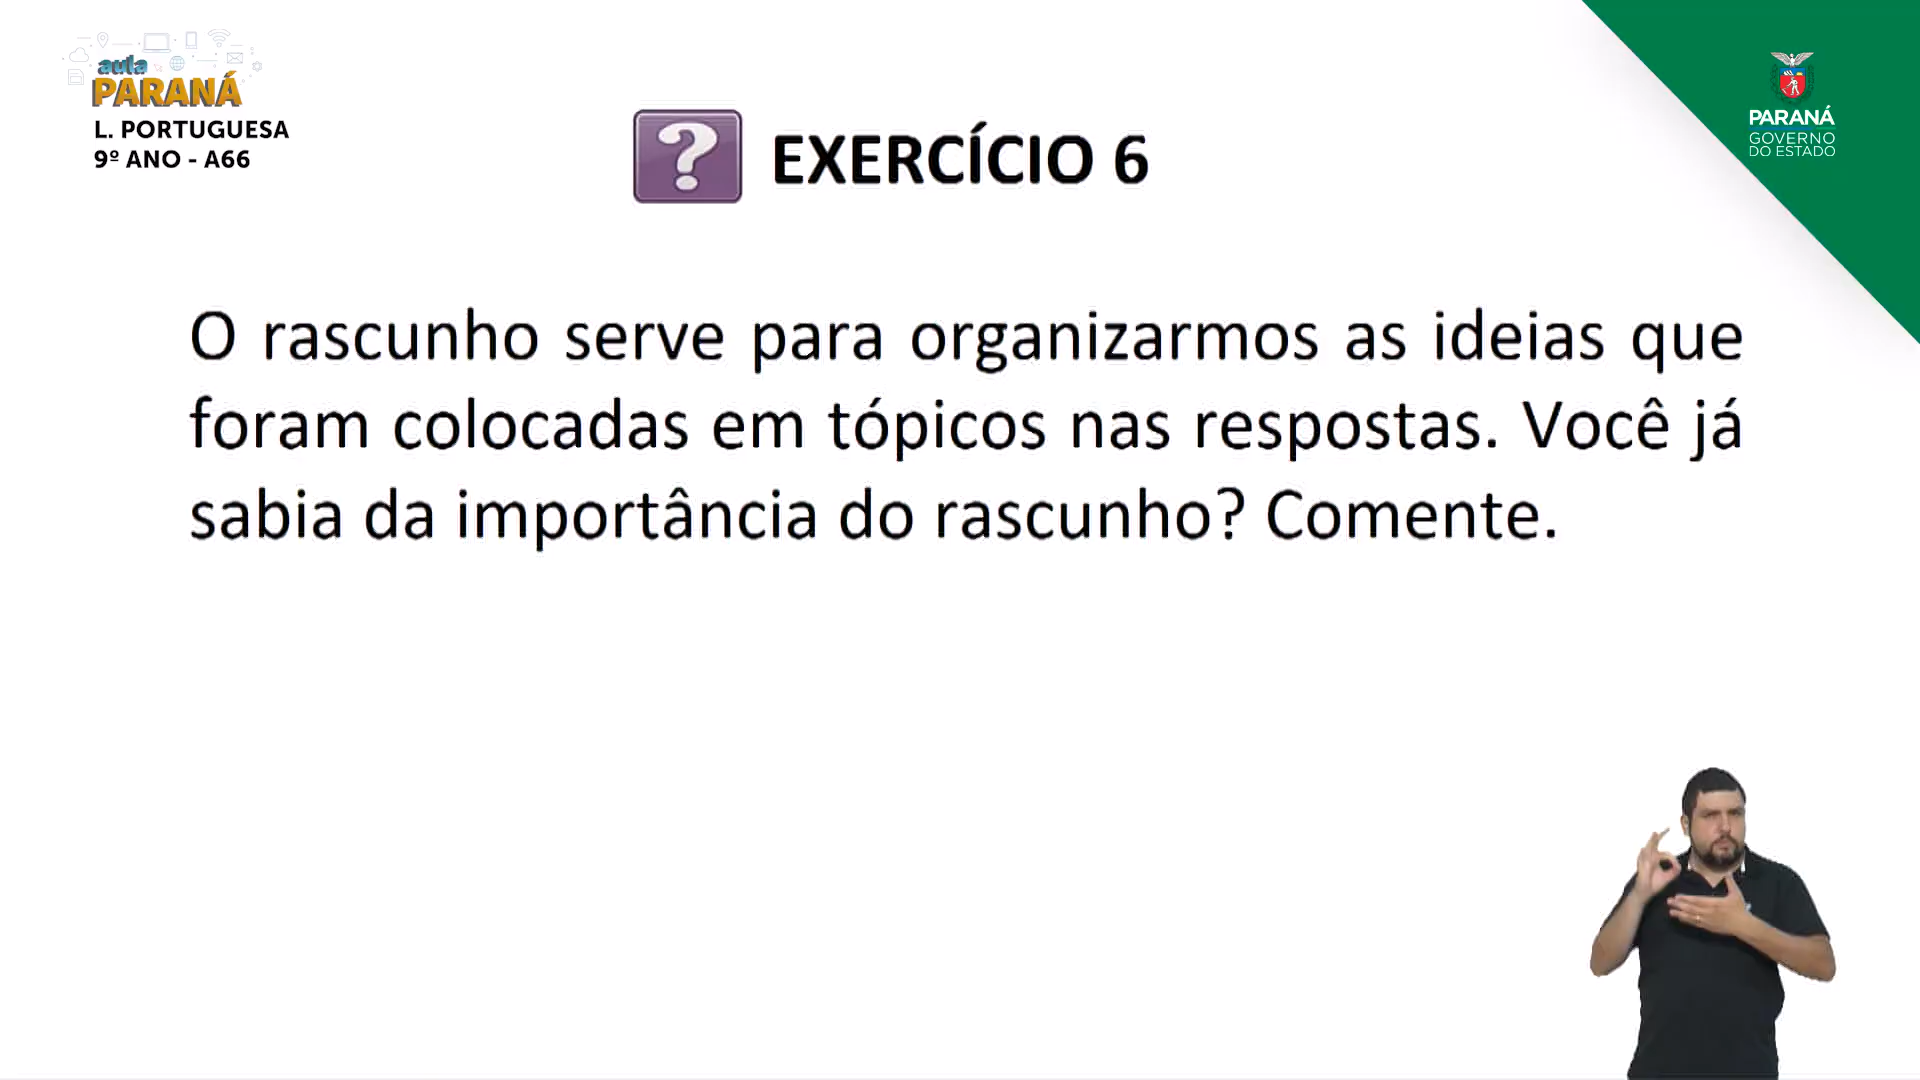 aula
PARANÁ
L. PORTUGUESA
9º ANO - A66
? EXERCÍCIO 6
PARANÁ
GOVERNO
DO ESTADO
O rascunho serve para organizarmos as ideias que
foram colocadas em tópicos nas respostas. Você já
sabia da importância do rascunho? Comente.